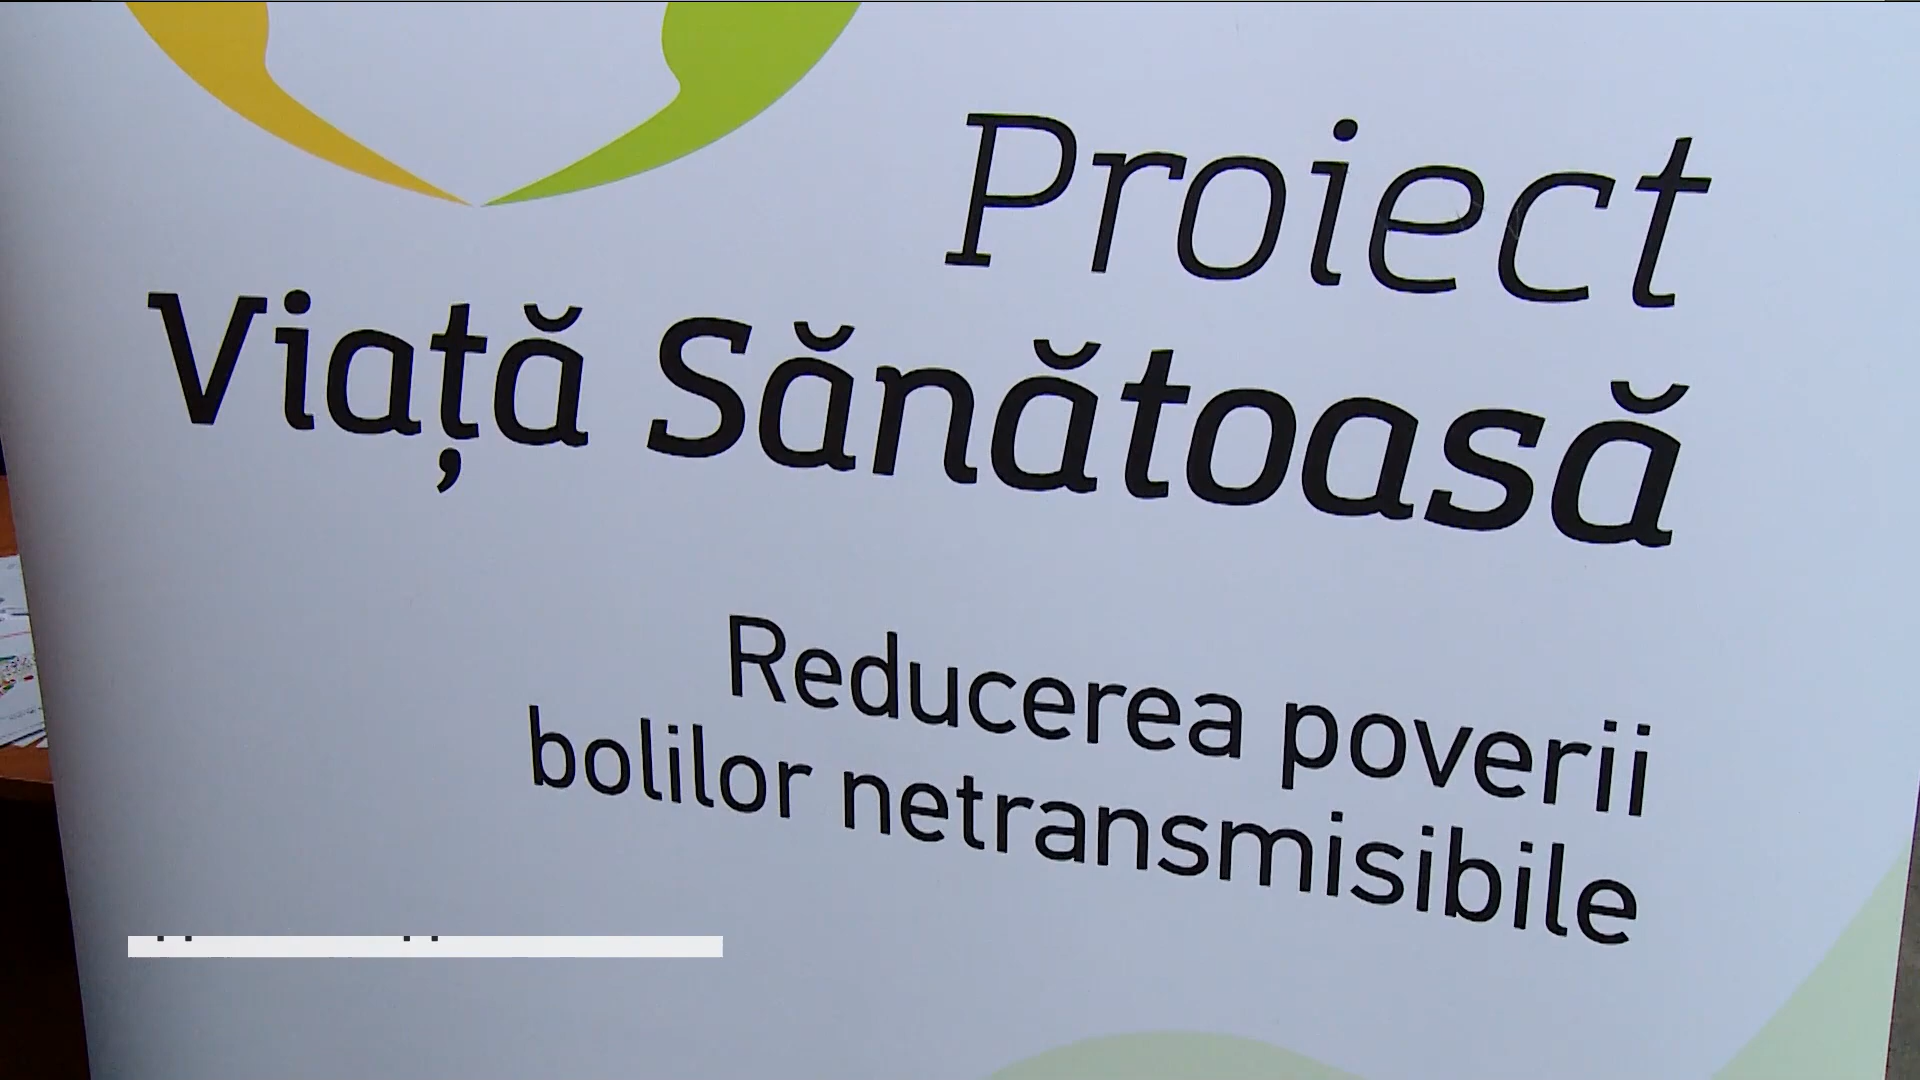 Proiect
Viață Sănătoasă
Reducerea poverii
bolilor netransmisibile